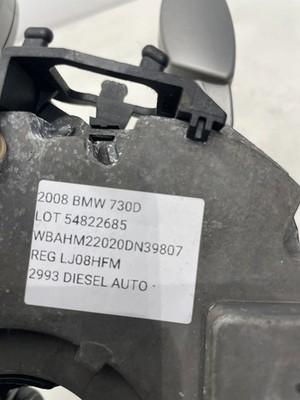 2008 BMW 730D
LOT 54822685
WBAHM22020DN39807
REG LJ08HFM
2993 DIESEL AUTO